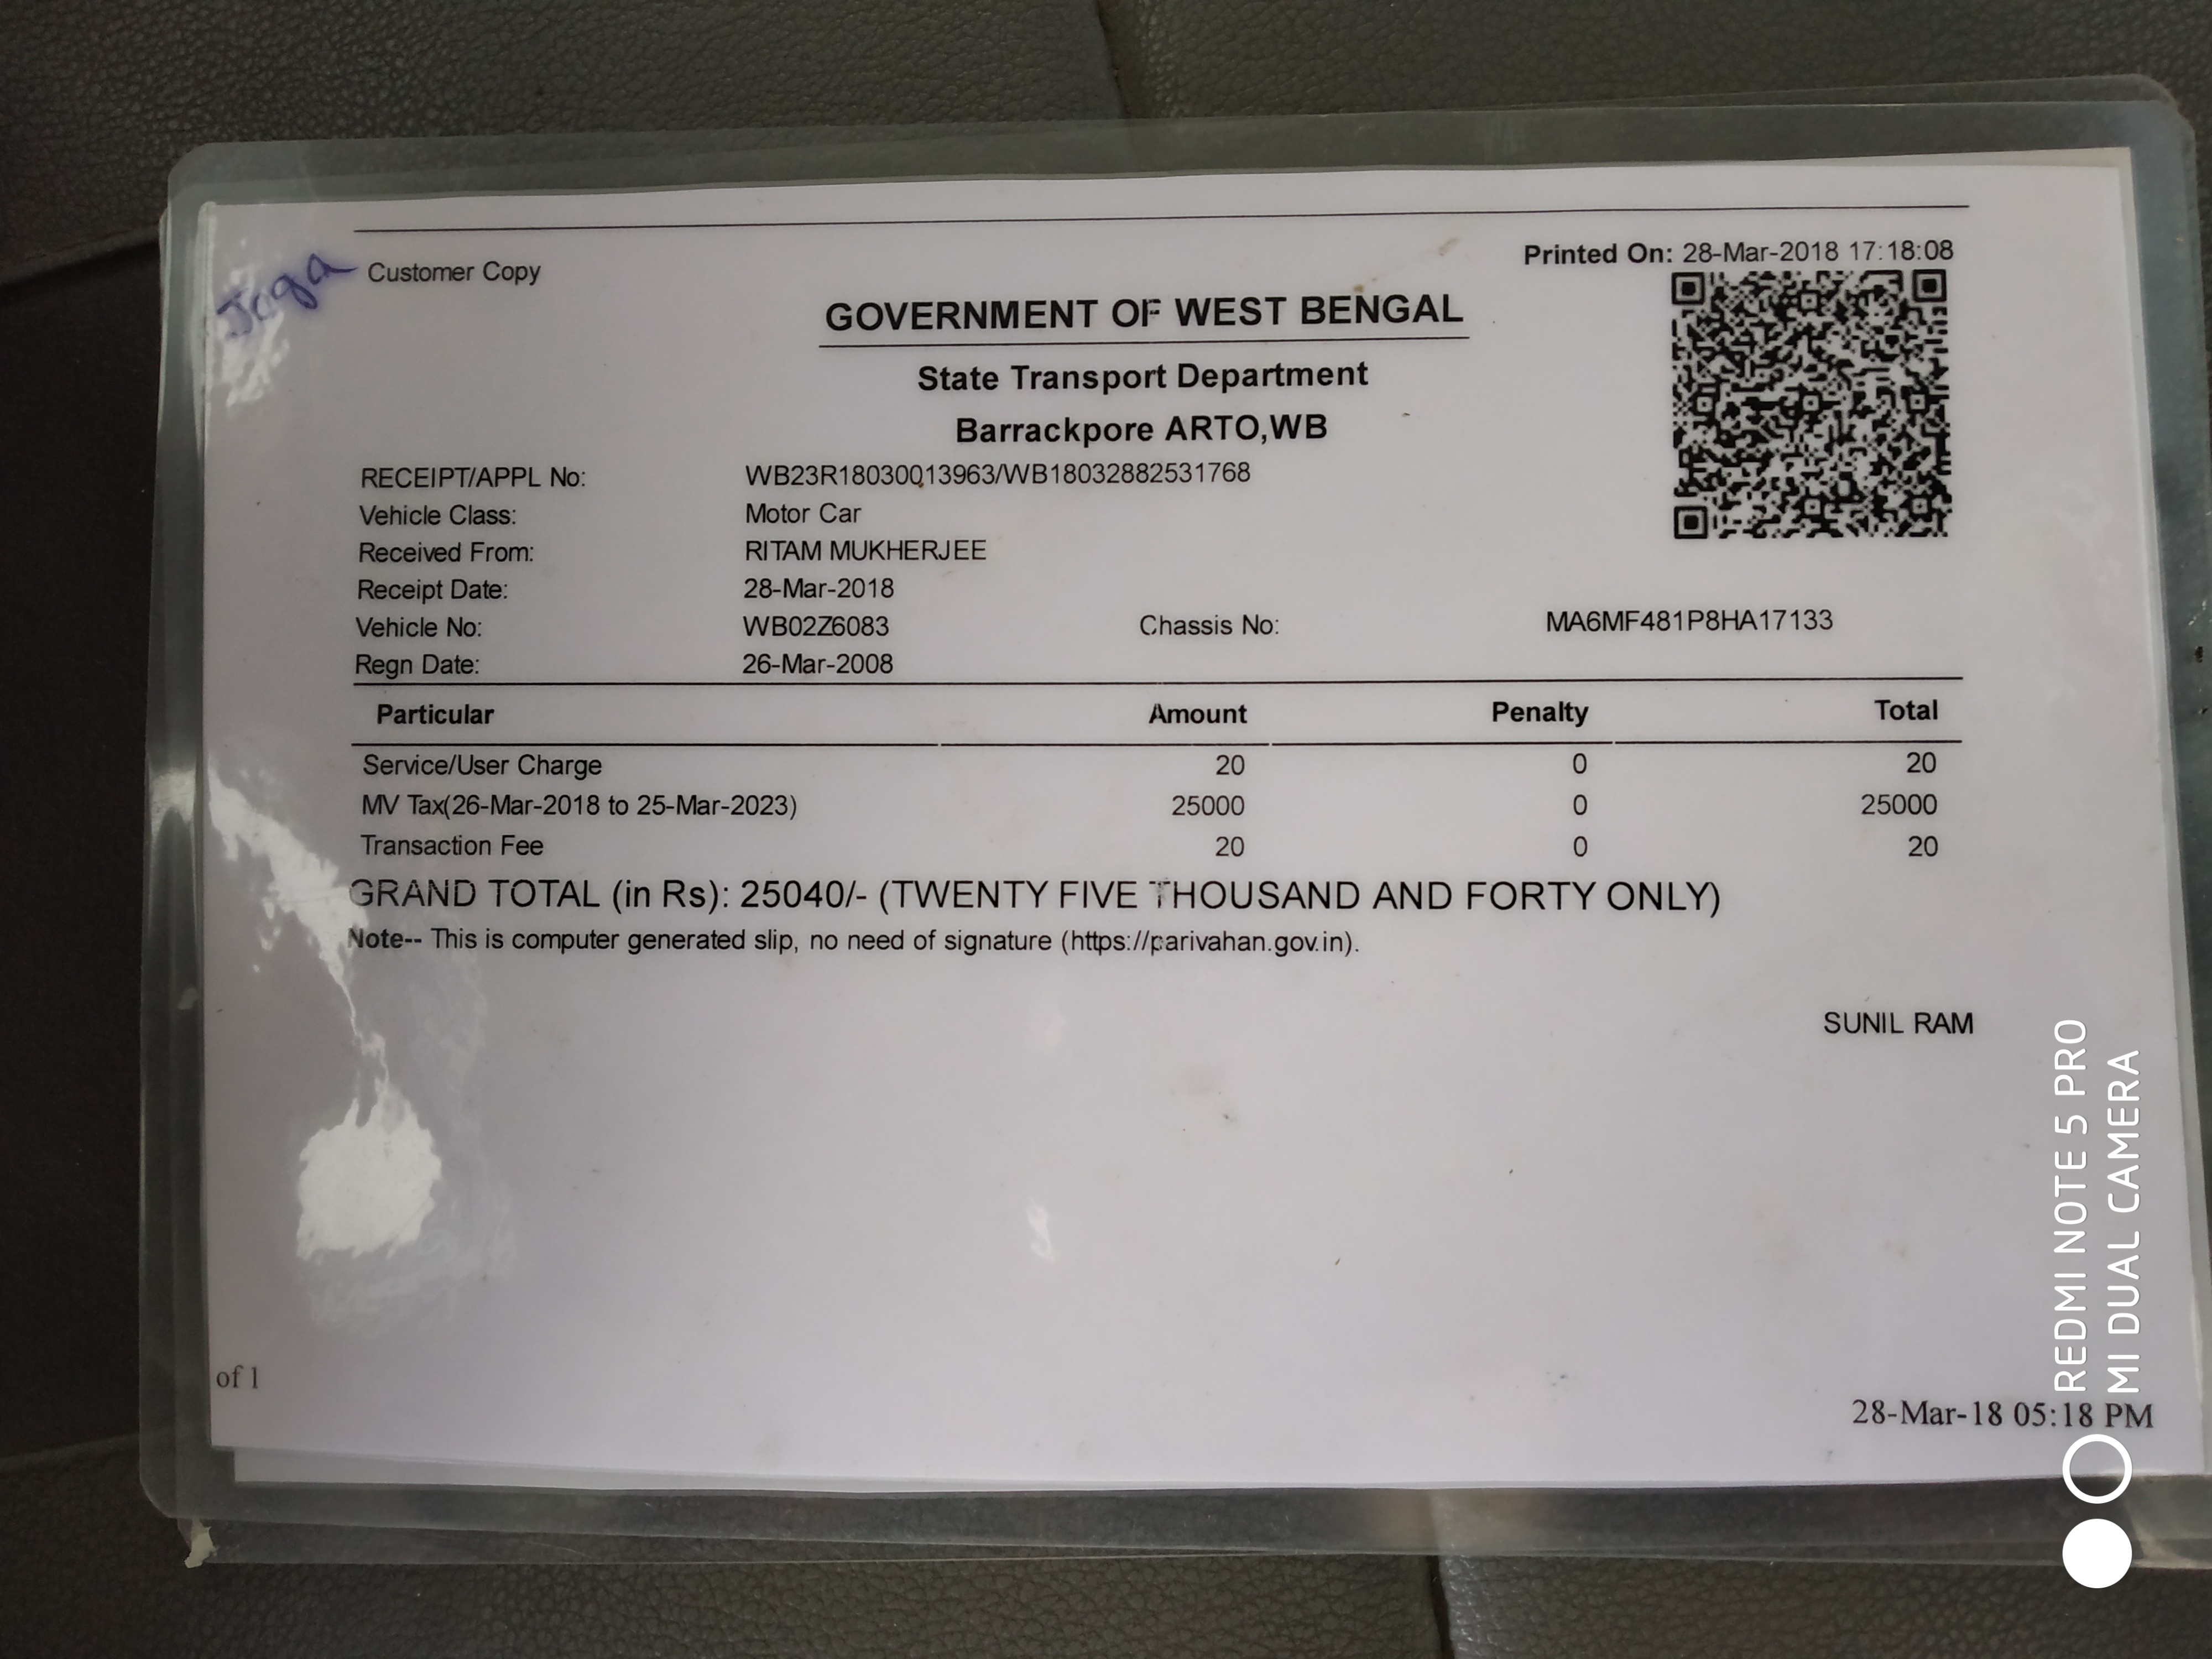 Joga
Customer Copy
Printed On: 28-Mar-2018 17:18:08
GOVERNMENT OF WEST BENGAL
State Transport Department
Barrackpore ARTO,WB
RECEIPT/APPL No: WB23R180300013963/WB18032882531768
Vehicle Class: Motor Car
Received From: RITAM MUKHERJEE
Receipt Date: 28-Mar-2018
Vehicle No: WB02Z6083 Chassis No: MA6MF481P8HA17133
Regn Date: 26-Mar-2008
Particular Amount Penalty Total
Service/User Charge 20 0 20
MV Tax(26-Mar-2018 to 25-Mar-2023) 25000 0 25000
Transaction Fee 20 0 20
GRAND TOTAL (in Rs): 25040/- (TWENTY FIVE THOUSAND AND FORTY ONLY)
Note-- This is computer generated slip, no need of signature (https://parivahan.gov.in).
SUNIL RAM
of 1
28-Mar-18 05:18 PM
REDMI NOTE 5 PRO
MI DUAL CAMERA